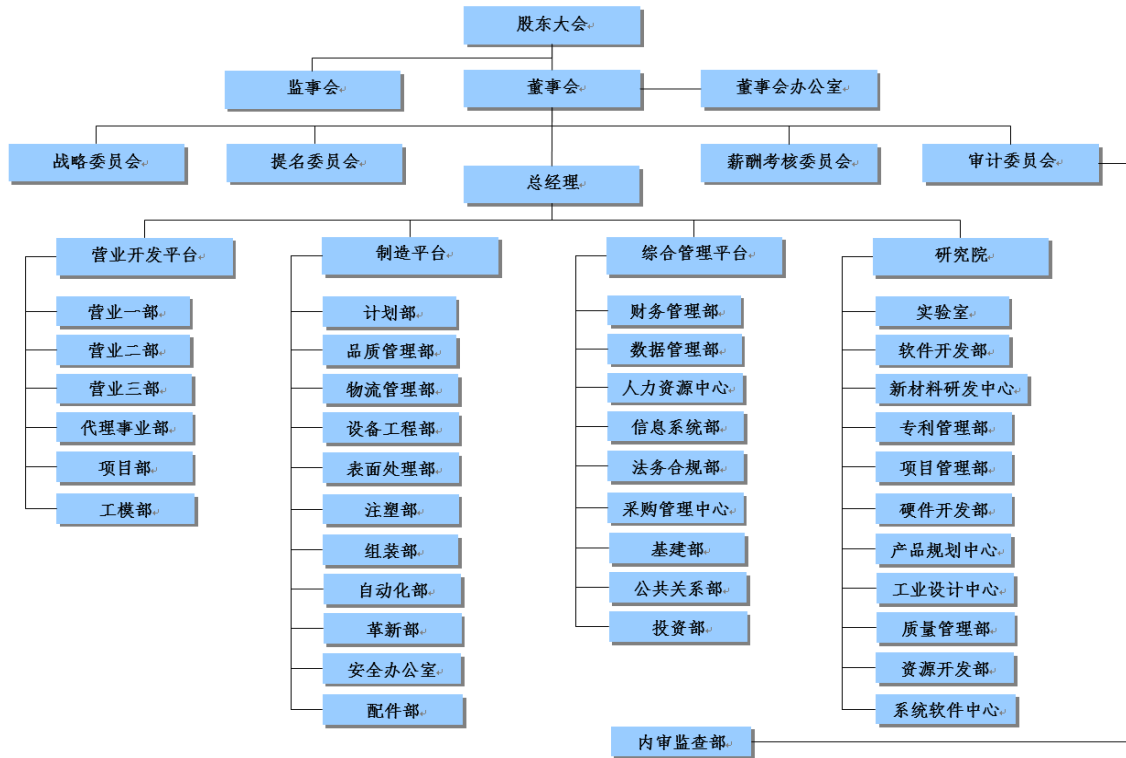 股东大会
监事会
董事会
董事会办公室
战略委员会
提名委员会
薪酬考核委员会
审计委员会
总经理
营业开发平台
制造平台
综合管理平台
研究院
营业一部
营业二部
营业三部
代理事业部
项目部
工模部
计划部
品质管理部
物流管理部
设备工程部
表面处理部
注塑部
组装部
自动化部
革新部
安全办公室
配件部
财务管理部
数据管理部
人力资源中心
信息系统部
法务合规部
采购管理中心
基建部
公共关系部
投资部
实验室
软件开发部
新材料研发中心
专利管理部
项目管理部
硬件开发部
产品规划中心
工业设计中心
质量管理部
资源开发部
系统软件中心
内审监查部